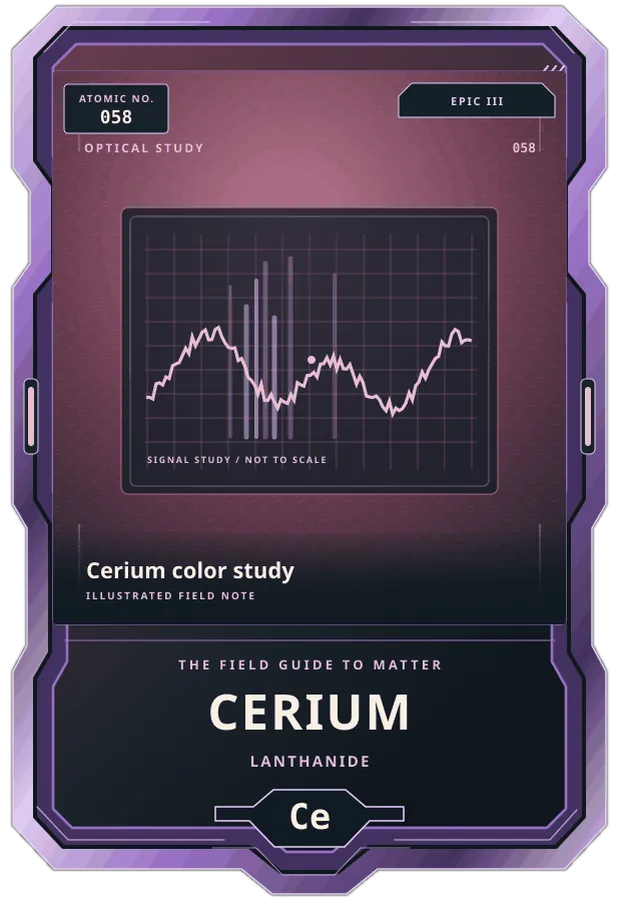 ATOMIC NO.
058
EPIC III
OPTICAL STUDY
058
SIGNAL STUDY / NOT TO SCALE
Cerium color study
ILLUSTRATED FIELD NOTE
THE FIELD GUIDE TO MATTER
CERIUM
LANTHANIDE
Ce